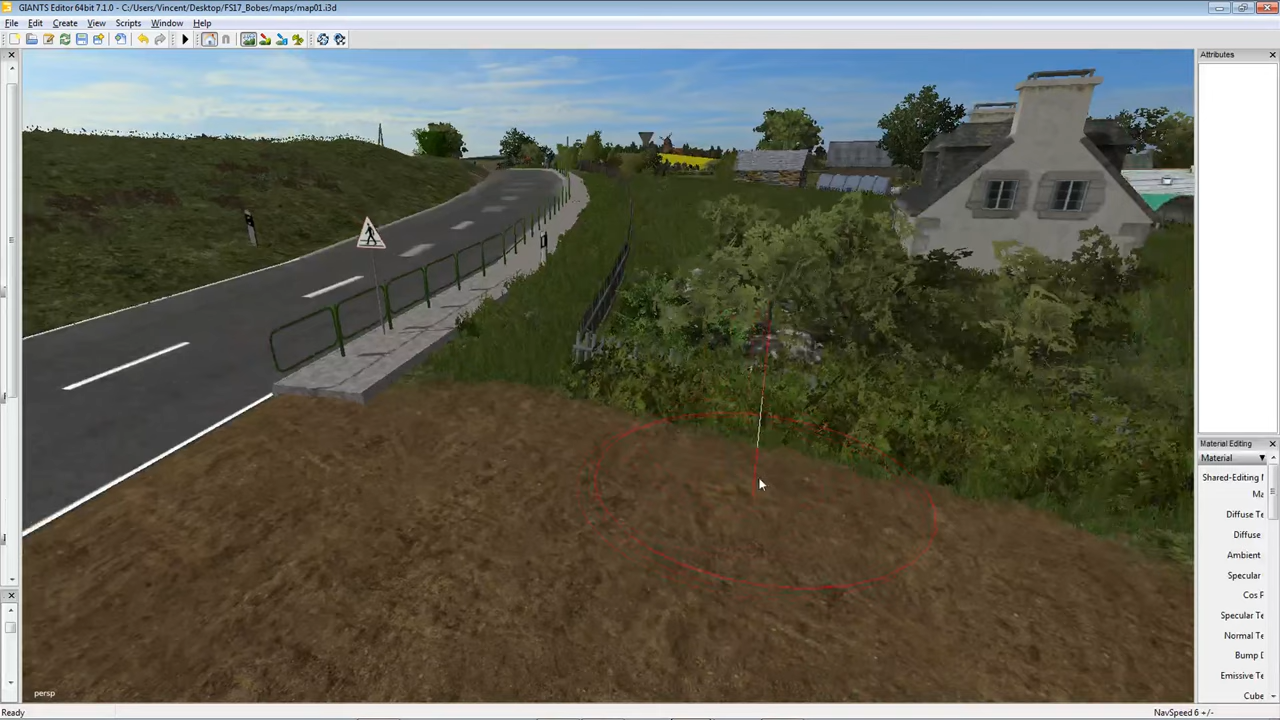 GIANTS Editor 64bit 7.1.0 - C:/Users/Vincent/Desktop/FS17_Bobes/maps/map01.i3d
File Edit Create View Scripts Window Help
Attributes
Material Editing
Material
Shared-Editing
Ma
Diffuse Te
Diffuse
Ambient
Specular
Cos P
Specular Te
Normal Te
Bump D
Emissive Te
Cube
persp
Ready
NavSpeed 6 +/-